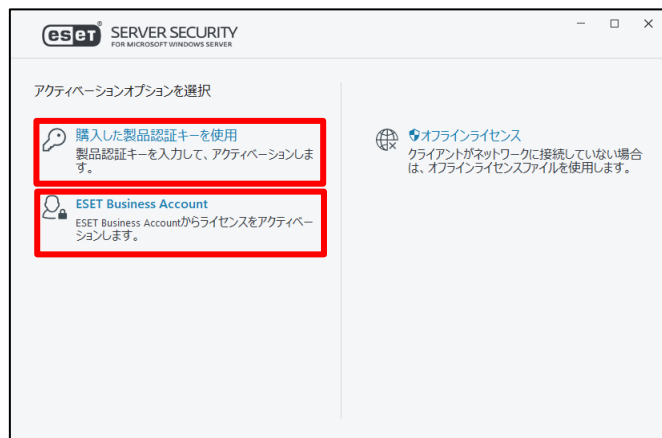 eset® SERVER SECURITY
FOR MICROSOFT WINDOWS SERVER
アクティベーションオプションを選択
購入した製品認証キーを使用
製品認証キーを入力して、アクティベーションしま
す。
ESET Business Account
ESET Business Accountからライセンスをアクティベー
ションします。
オフラインライセンス
クライアントがネットワークに接続していない場合
は、オフラインライセンスファイルを使用します。